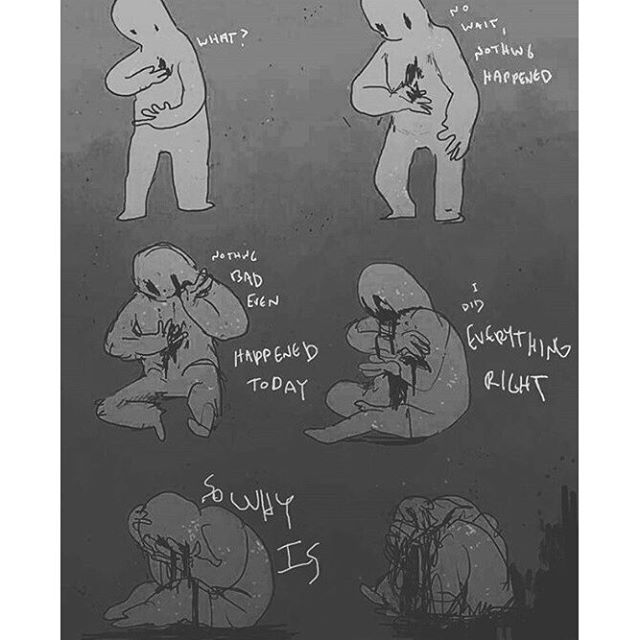 WHAT?
NO
WAIT,
NOTHING
HAPPENED
NOTHING
BAD
EVEN
HAPPENED
TODAY
I
DID
EVERYTHING
RIGHT
SO WHY
IS